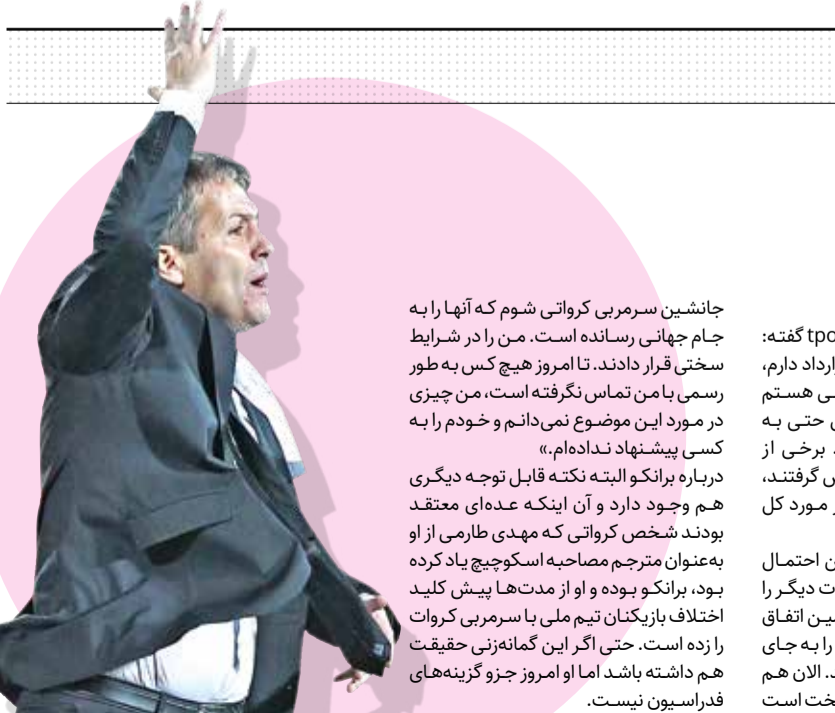 tpo گفته:
ارداد دارم،
ـی هستم
ن حتی به
برخی از
س گرفتند،
ر مورد کل
ن احتمال
ت دیگر را
ـین اتفاق
را به جای
د. الان هم
خت است
جانشین سرمربی کرواتی شوم که آنها را به
جام جهانی رسانده است. من را در شرایط
سختی قرار دادند. تا امروز هیچ کس به طور
رسمی با من تماس نگرفته است، من چیزی
در مورد این موضوع نمی‌دانم و خودم را به
کسی پیشنهاد نداده‌ام.»
درباره برانکو البته نکته قابل توجه دیگری
هم وجود دارد و آن اینکه عده‌ای معتقد
بودند شخص کرواتی که مهدی طارمی از او
به‌عنوان مترجم مصاحبه اسکوچیچ یاد کرده
بود، برانکو بوده و او از مدت‌ها پیش کلید
اختلاف بازیکنان تیم ملی با سرمربی کروات
را زده است. حتی اگر این گمانه‌زنی حقیقت
هم داشته باشد اما او امروز جزو گزینه‌های
فدراسیون نیست.